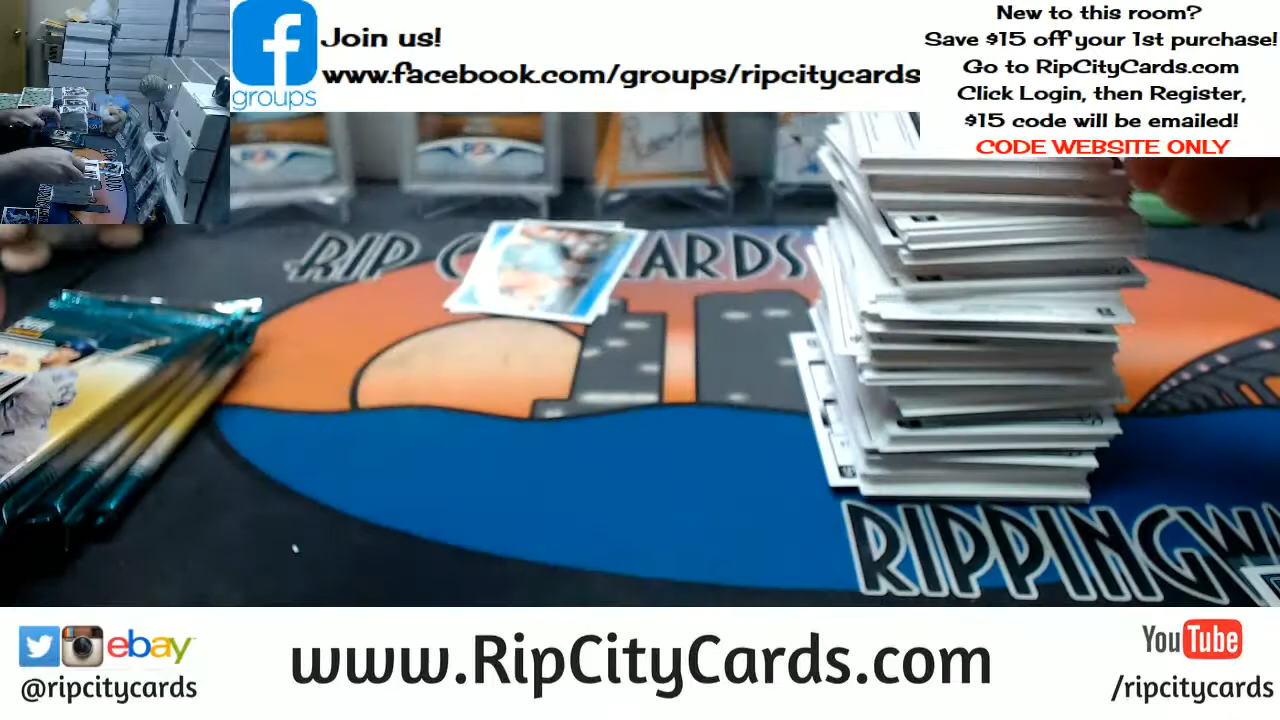 f
groups
Join us!
www.facebook.com/groups/ripcitycards
New to this room?
Save $15 off your 1st purchase!
Go to RipCityCards.com
Click Login, then Register,
$15 code will be emailed!
CODE WEBSITE ONLY
RIP C ARDS
RIPPINGWA
ebay
@ripcitycards
www.RipCityCards.com
YouTube
/ripcitycards